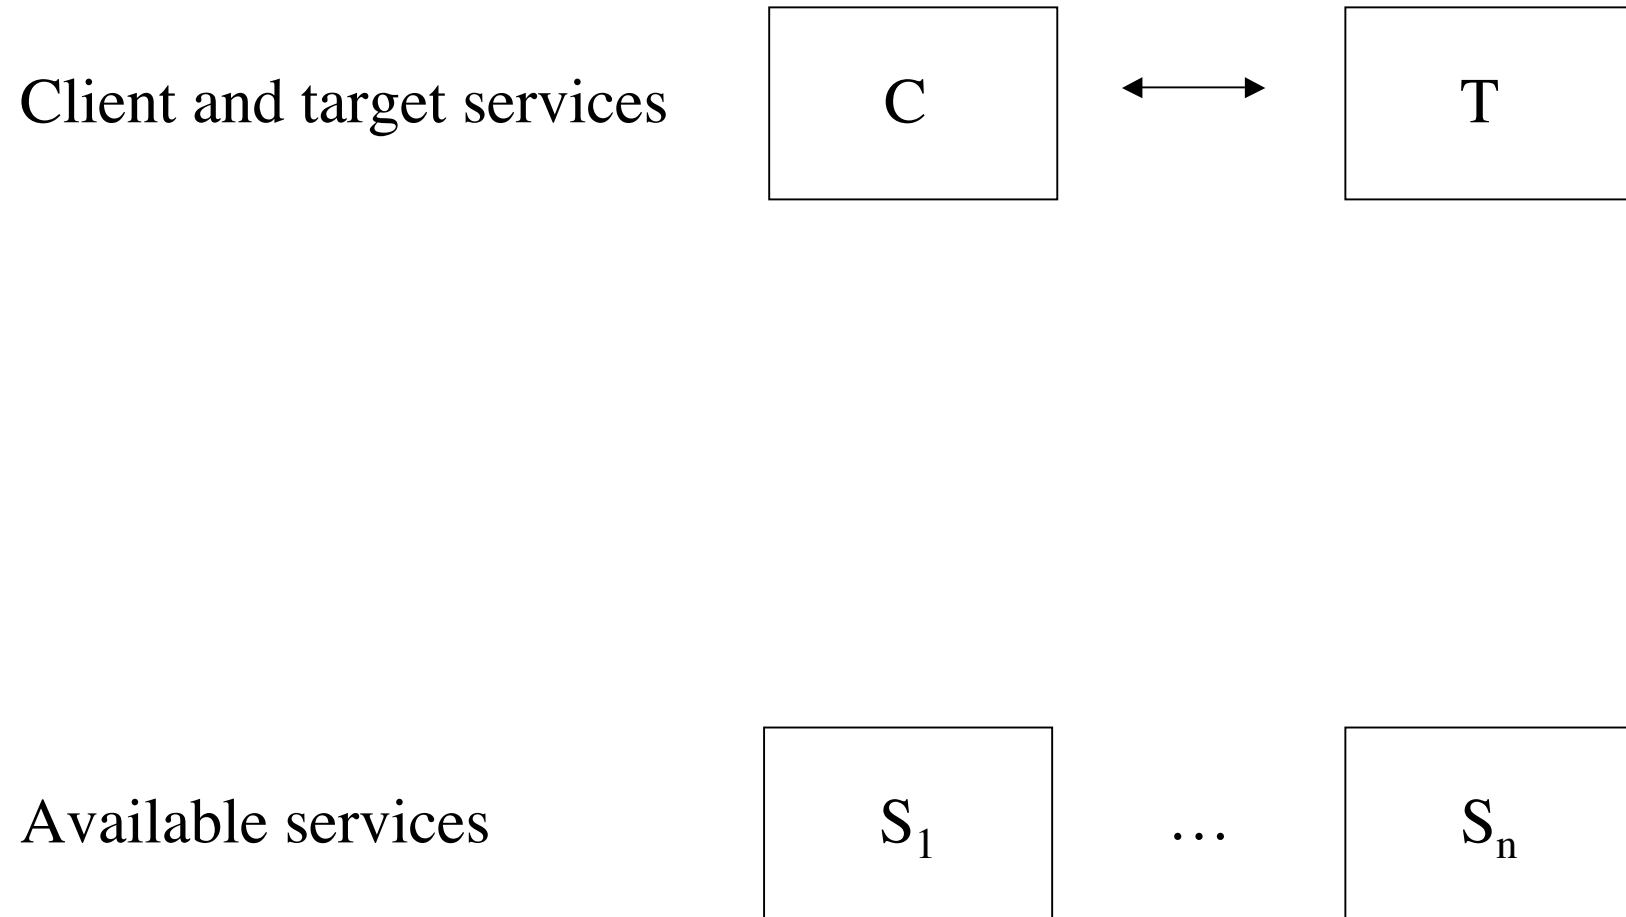 Client and target services C T
Available services S₁ … Sₙ